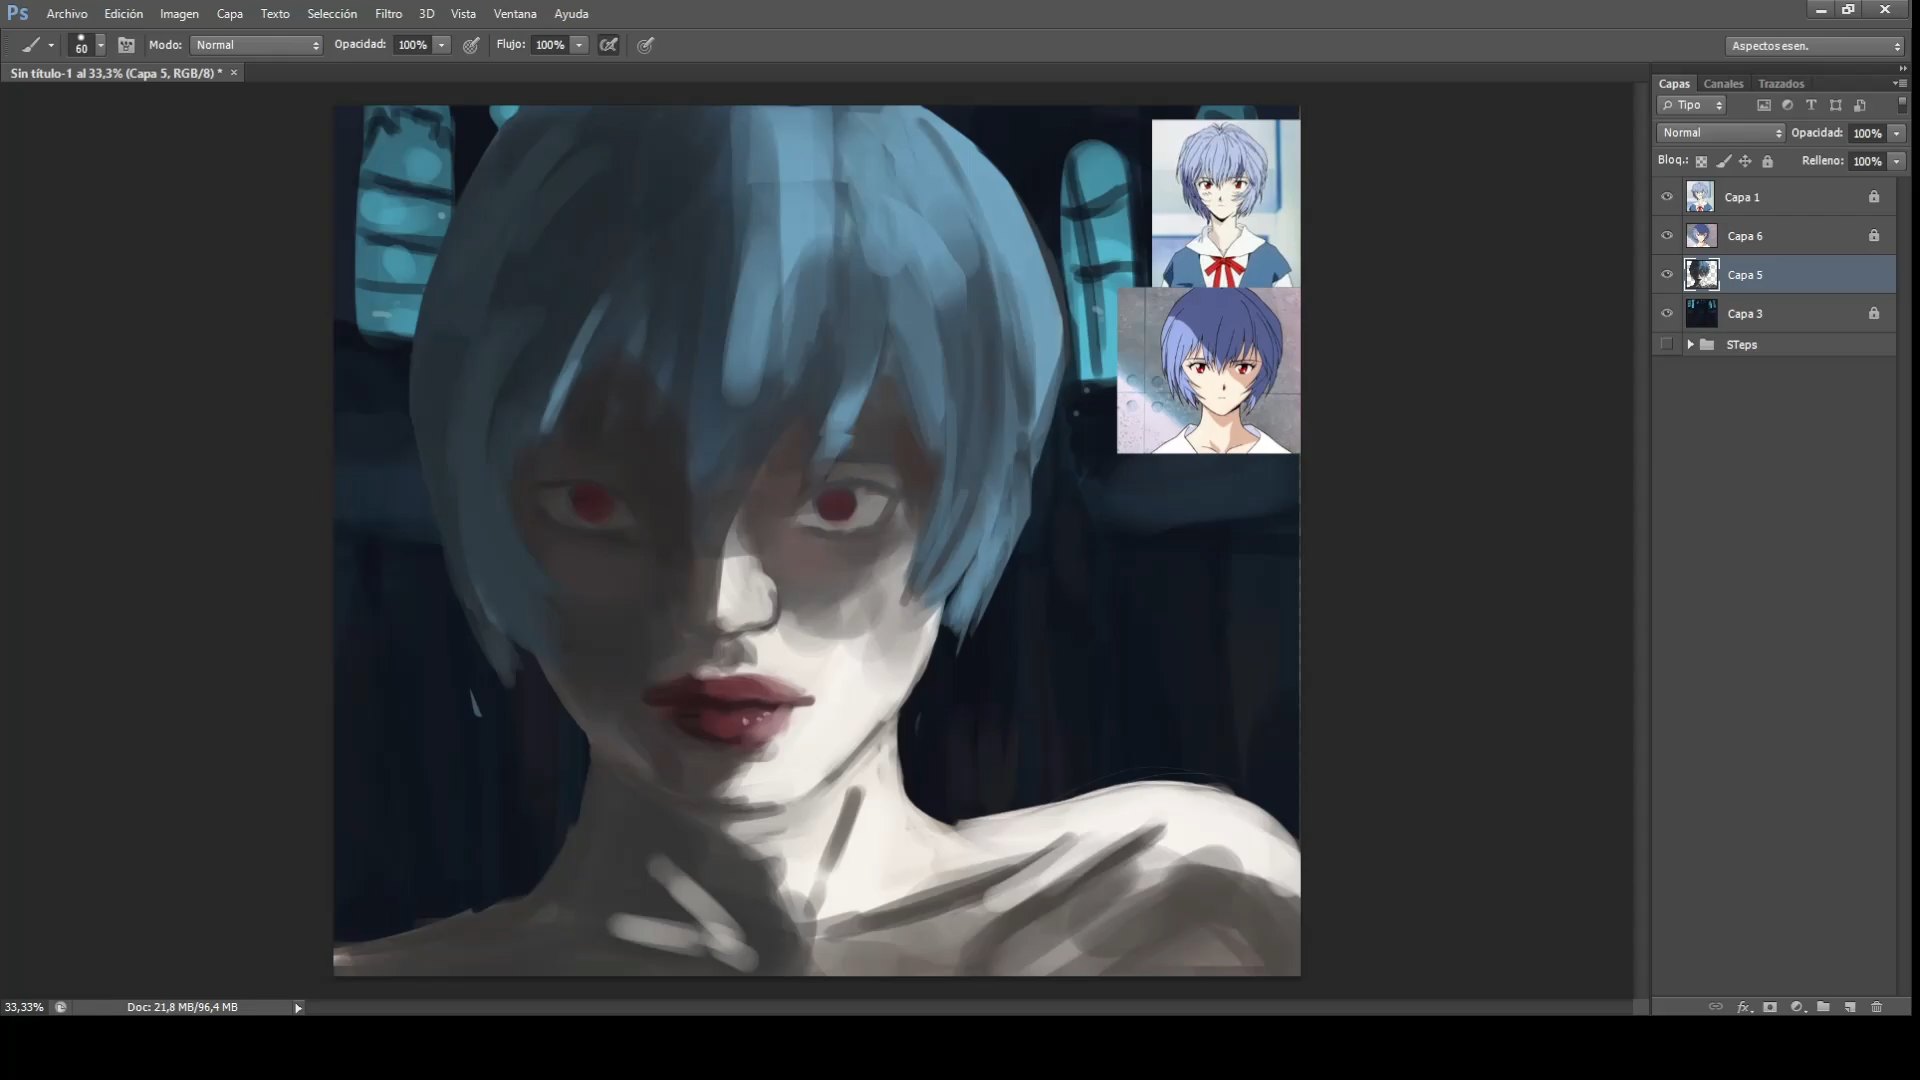 Ps Archivo Edición Imagen Capa Texto Selección Filtro 3D Vista Ventana Ayuda
60 Modo: Normal Opacidad: 100% Flujo: 100% Aspectos esen.
Sin título-1 al 33,3% (Capa 5, RGB/8) * ×
Capas Canales Trazados
Tipo
Normal Opacidad: 100%
Bloq.: Relleno: 100%
Capa 1
Capa 6
Capa 5
Capa 3
STeps
33,33% Doc: 21,8 MB/96,4 MB
fx